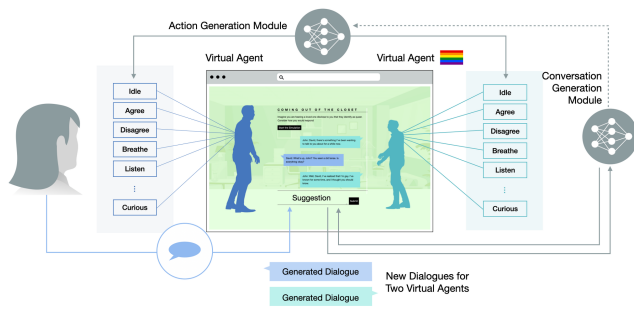 Action Generation Module
Virtual Agent
Virtual Agent
Conversation
Generation
Module
Idle
Agree
Disagree
Breathe
Listen
⋮
Curious
COMING OUT OF THE CLOSET
Suggestion
Idle
Agree
Disagree
Breathe
Listen
⋮
Curious
Generated Dialogue
Generated Dialogue
New Dialogues for
Two Virtual Agents